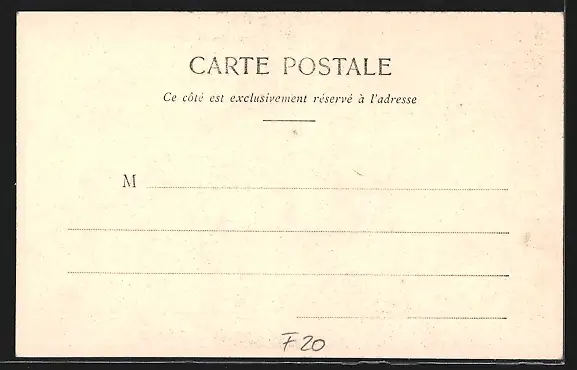 CARTE POSTALE
Ce côté est exclusivement réservé à l'adresse
M
F20